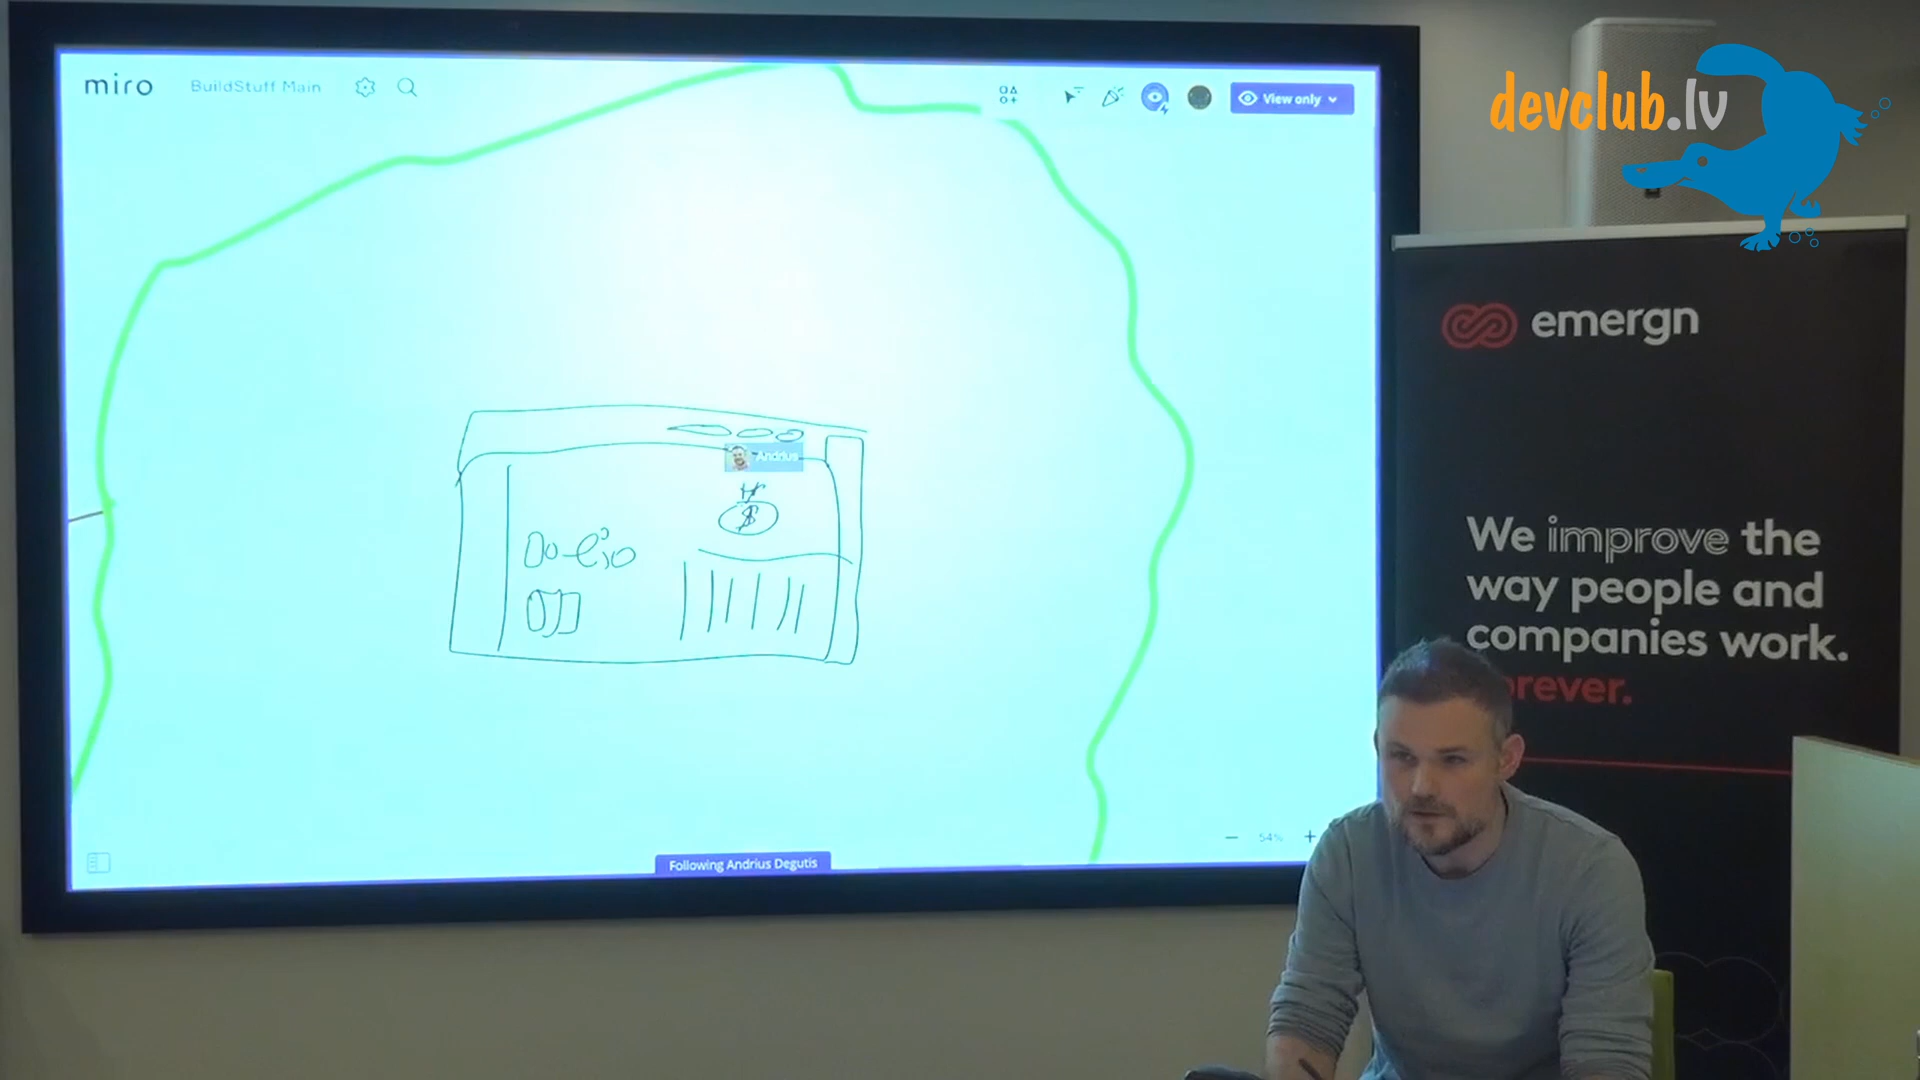 miro
BuildStuff Main
View only
Andrius
$
Following Andrius Degutis
54%
devclub.lv
emergn
We improve the
way people and
companies work.